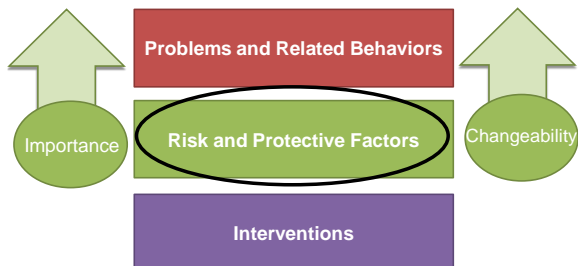 Problems and Related Behaviors
Importance
Risk and Protective Factors
Changeability
Interventions